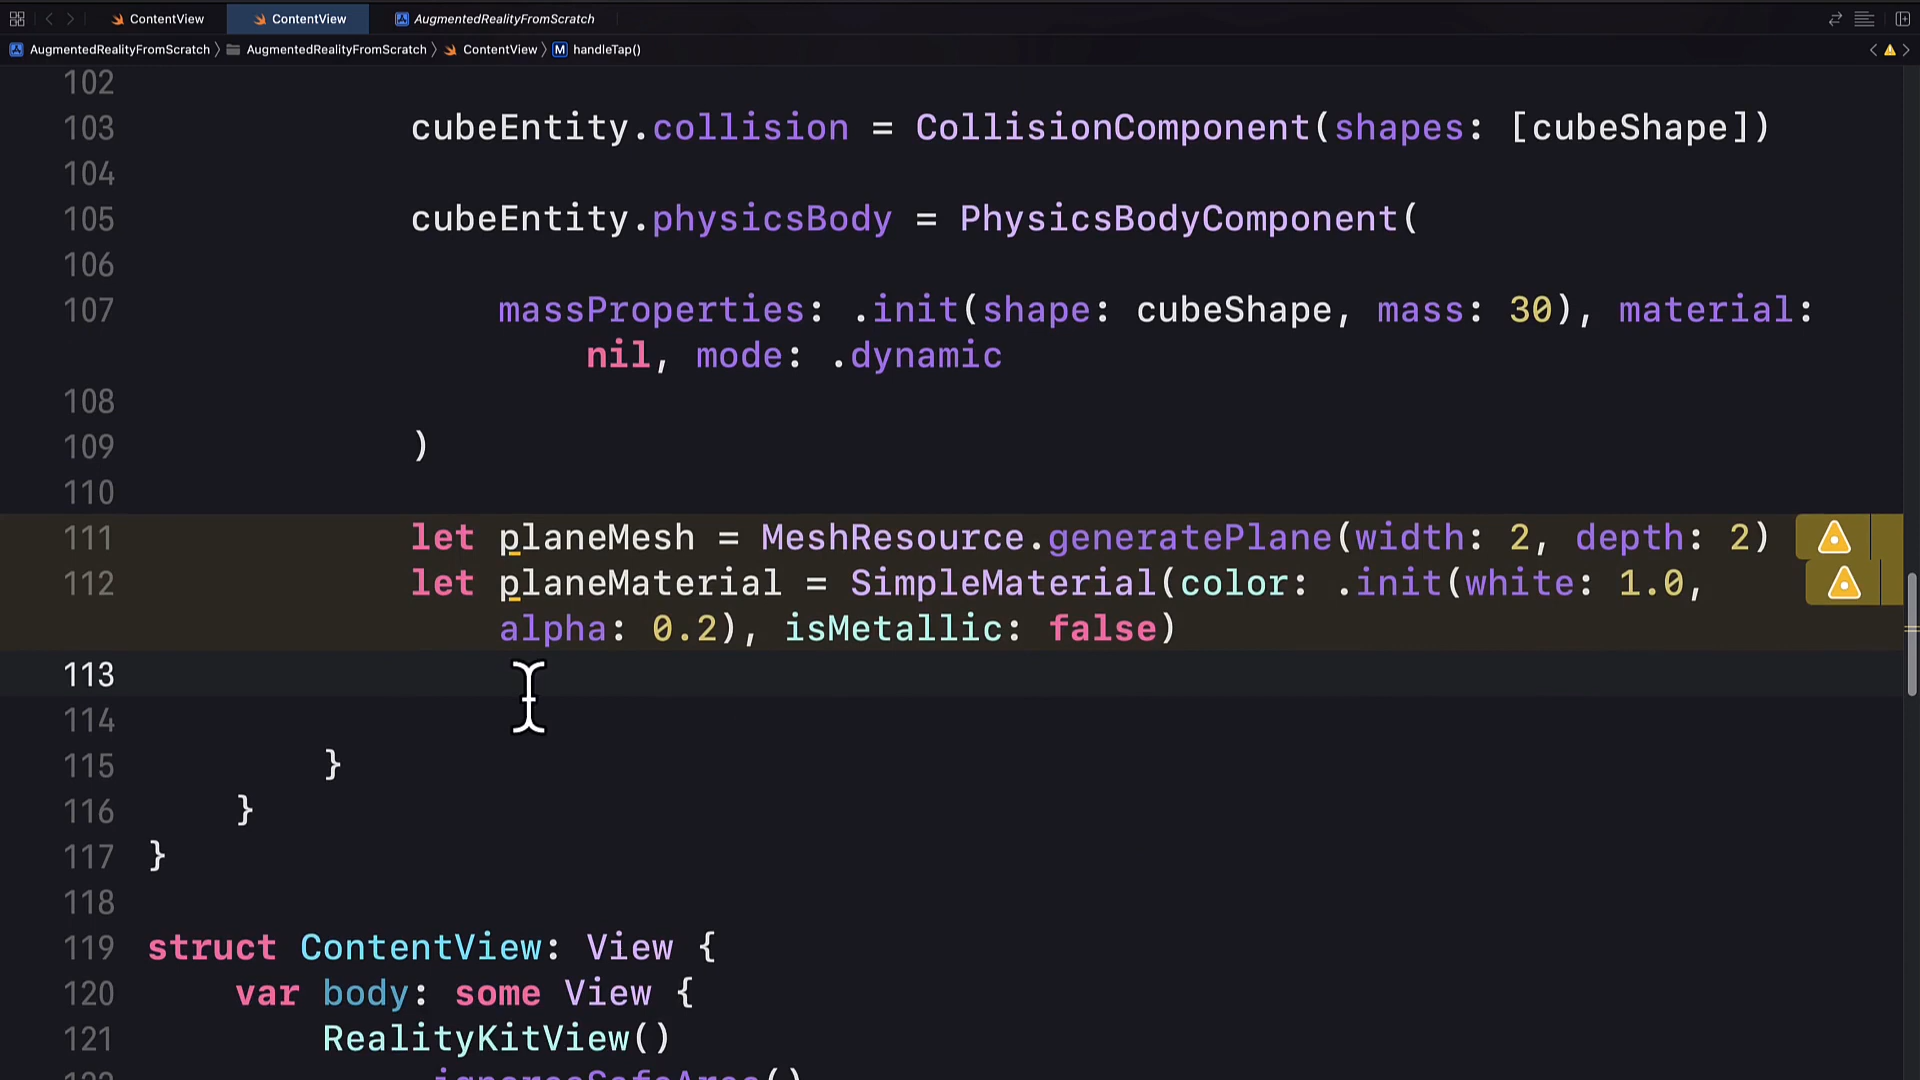 ContentView ContentView AugmentedRealityFromScratch
AugmentedRealityFromScratch AugmentedRealityFromScratch ContentView M handleTap()
102
103 cubeEntity.collision = CollisionComponent(shapes: [cubeShape])
104
105 cubeEntity.physicsBody = PhysicsBodyComponent(
106
107 massProperties: .init(shape: cubeShape, mass: 30), material:
nil, mode: .dynamic
108
109 )
110
111 let planeMesh = MeshResource.generatePlane(width: 2, depth: 2)
112 let planeMaterial = SimpleMaterial(color: .init(white: 1.0,
alpha: 0.2), isMetallic: false)
113
114
115 }
116 }
117 }
118
119 struct ContentView: View {
120 var body: some View {
121 RealityKitView()
.ignoresSafeArea()